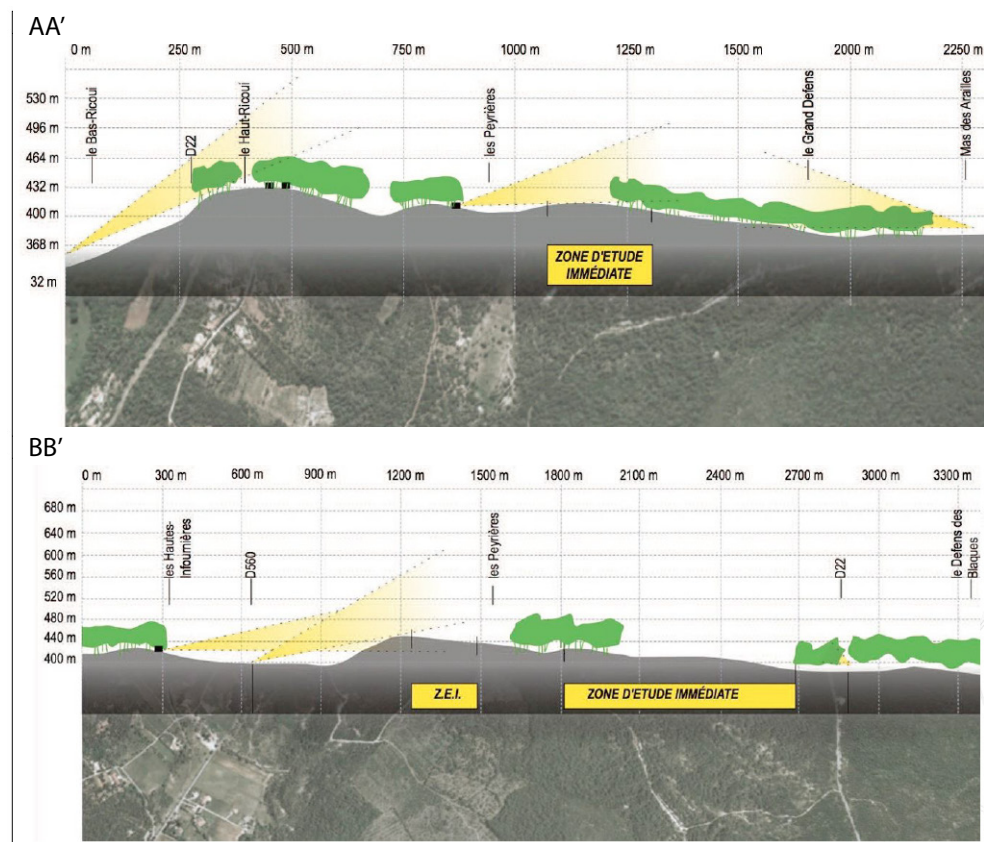 AA'
0 m 250 m 500 m 750 m 1000 m 1250 m 1500 m 2000 m 2250 m
530 m
496 m
464 m
432 m
400 m
368 m
32 m
le Bas-Ricoui
D22
le Haut-Ricoui
les Peyrières
le Grand Defens
Mas des Arailles
ZONE D'ETUDE
IMMÉDIATE
BB'
0 m 300 m 600 m 900 m 1200 m 1500 m 1800 m 2100 m 2400 m 2700 m 3000 m 3300 m
680 m
640 m
600 m
560 m
520 m
480 m
440 m
400 m
les Hautes-
Infournières
D560
les Peyrières
D22
le Defens des
Blaques
Z.E.I.
ZONE D'ETUDE IMMÉDIATE